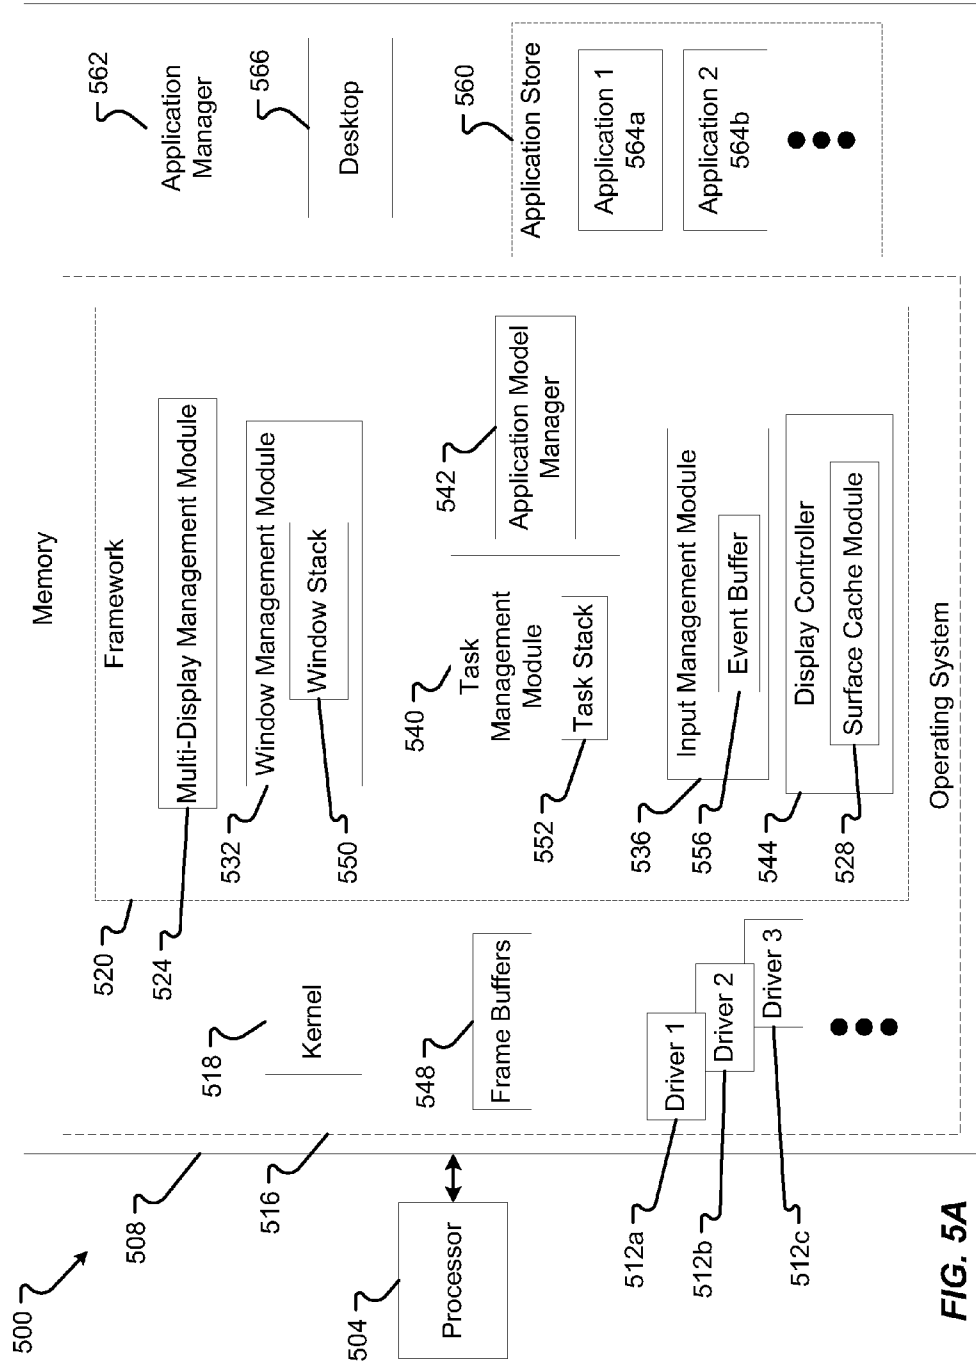 500
508
Memory
516
520
Framework
562
Application
Manager
524
Multi-Display Management Module
518
Kernel
532
Window Management Module
566
Desktop
550
Window Stack
504
Processor
548
Frame Buffers
540
Task
Management
Module
542
Application Model
Manager
560
Application Store
552
Task Stack
Application 1
564a
512a
Driver 1
536
Input Management Module
Application 2
564b
512b
Driver 2
556
Event Buffer
512c
Driver 3
544
Display Controller
528
Surface Cache Module
Operating System
FIG. 5A